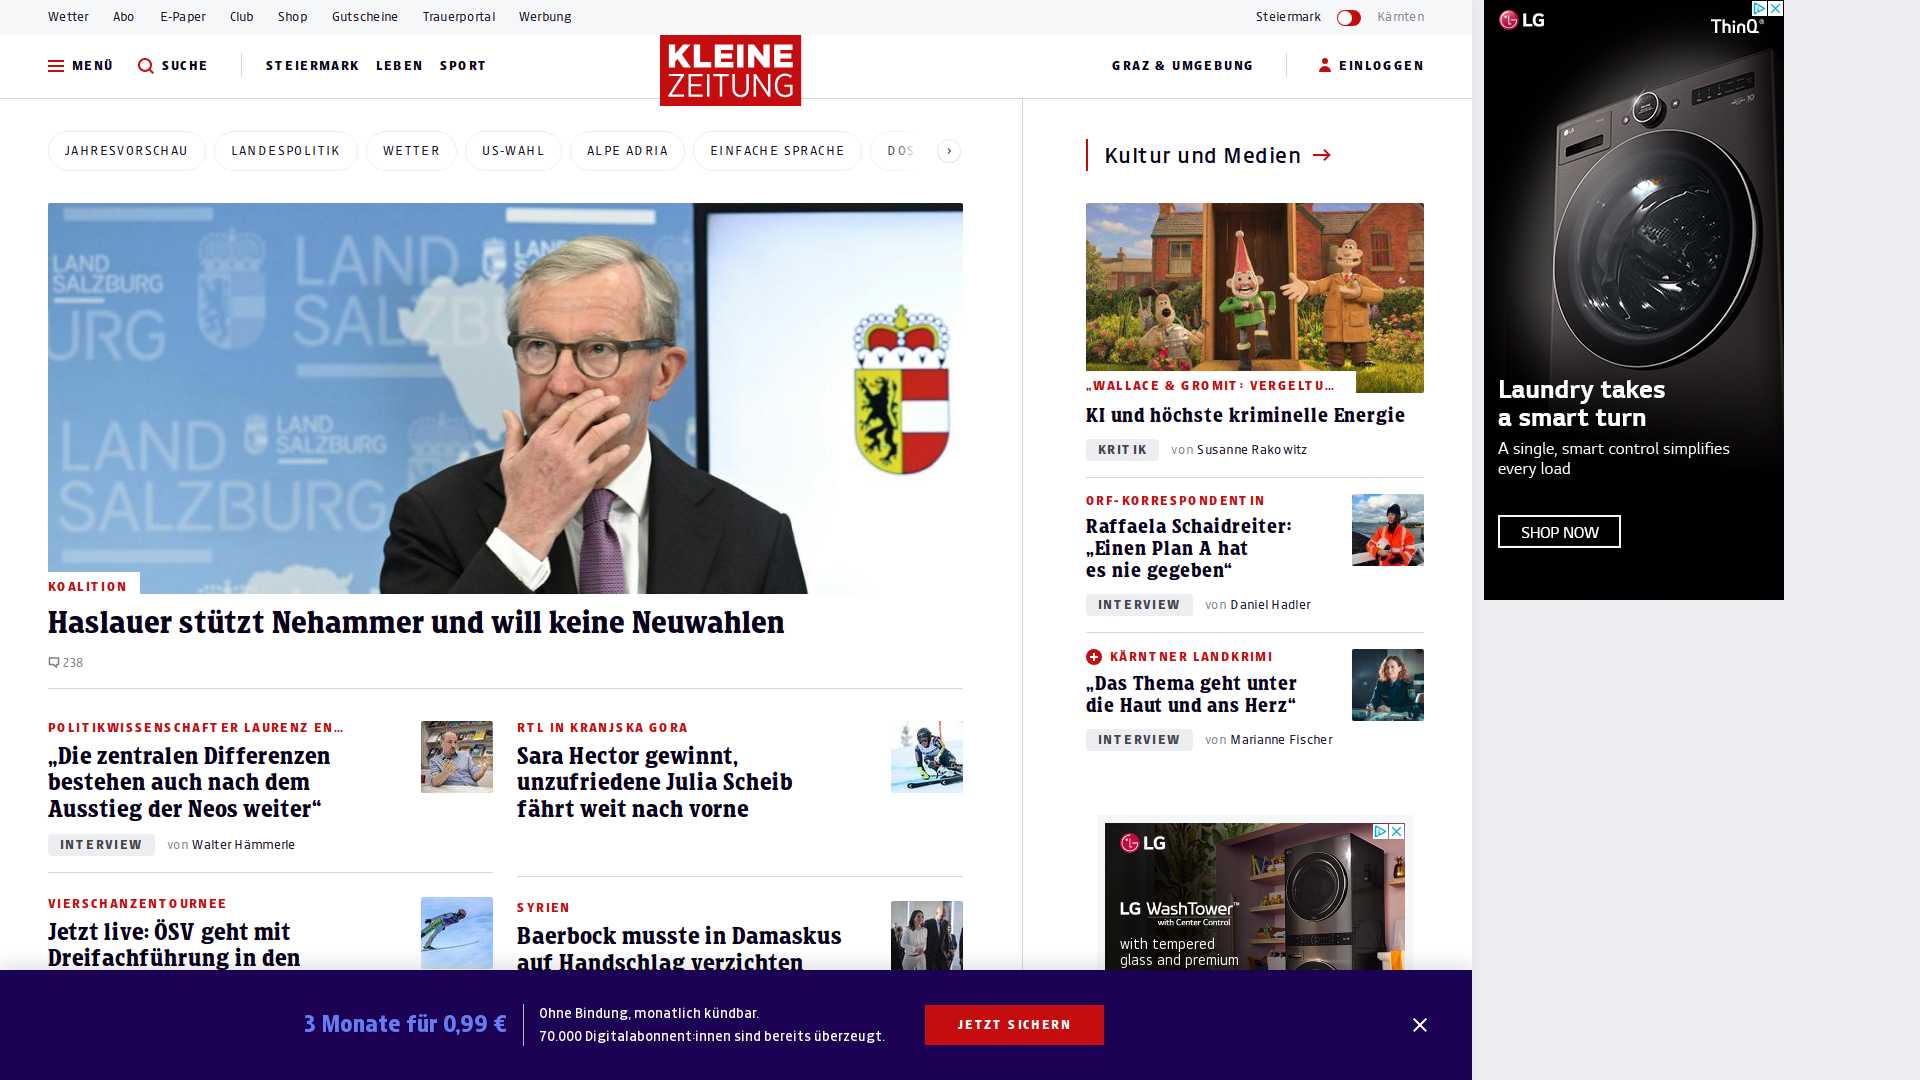 Wetter Abo E-Paper Club Shop Gutscheine Trauerportal Werbung Steiermark Kärnten
MENÜ SUCHE STEIERMARK LEBEN SPORT
KLEINE
ZEITUNG
GRAZ & UMGEBUNG EINLOGGEN
JAHRESVORSCHAU LANDESPOLITIK WETTER US-WAHL ALPE ADRIA EINFACHE SPRACHE DOS
LAND
SALZBURG
LAND
SALZBURG
LAND
SALZBURG
LAND
SALZBURG
KOALITION
Haslauer stützt Nehammer und will keine Neuwahlen
238
POLITIKWISSENSCHAFTER LAURENZ EN...
„Die zentralen Differenzen
bestehen auch nach dem
Ausstieg der Neos weiter“
INTERVIEW von Walter Hämmerle
RTL IN KRANJSKA GORA
Sara Hector gewinnt,
unzufriedene Julia Scheib
fährt weit nach vorne
VIERSCHANZENTOURNEE
Jetzt live: ÖSV geht mit
Dreifachführung in den
SYRIEN
Baerbock musste in Damaskus
auf Handschlag verzichten
Kultur und Medien
„WALLACE & GROMIT: VERGELTU...
KI und höchste kriminelle Energie
KRITIK von Susanne Rakowitz
ORF-KORRESPONDENTIN
Raffaela Schaidreiter:
„Einen Plan A hat
es nie gegeben“
INTERVIEW von Daniel Hadler
KÄRNTNER LANDKRIMI
„Das Thema geht unter
die Haut und ans Herz“
INTERVIEW von Marianne Fischer
LG
LG WashTower™
with Center Control
with tempered
glass and premium
LG ThinQ
Laundry takes
a smart turn
A single, smart control simplifies
every load
SHOP NOW
3 Monate für 0,99 €
Ohne Bindung, monatlich kündbar.
70.000 Digitalabonnent:innen sind bereits überzeugt.
JETZT SICHERN